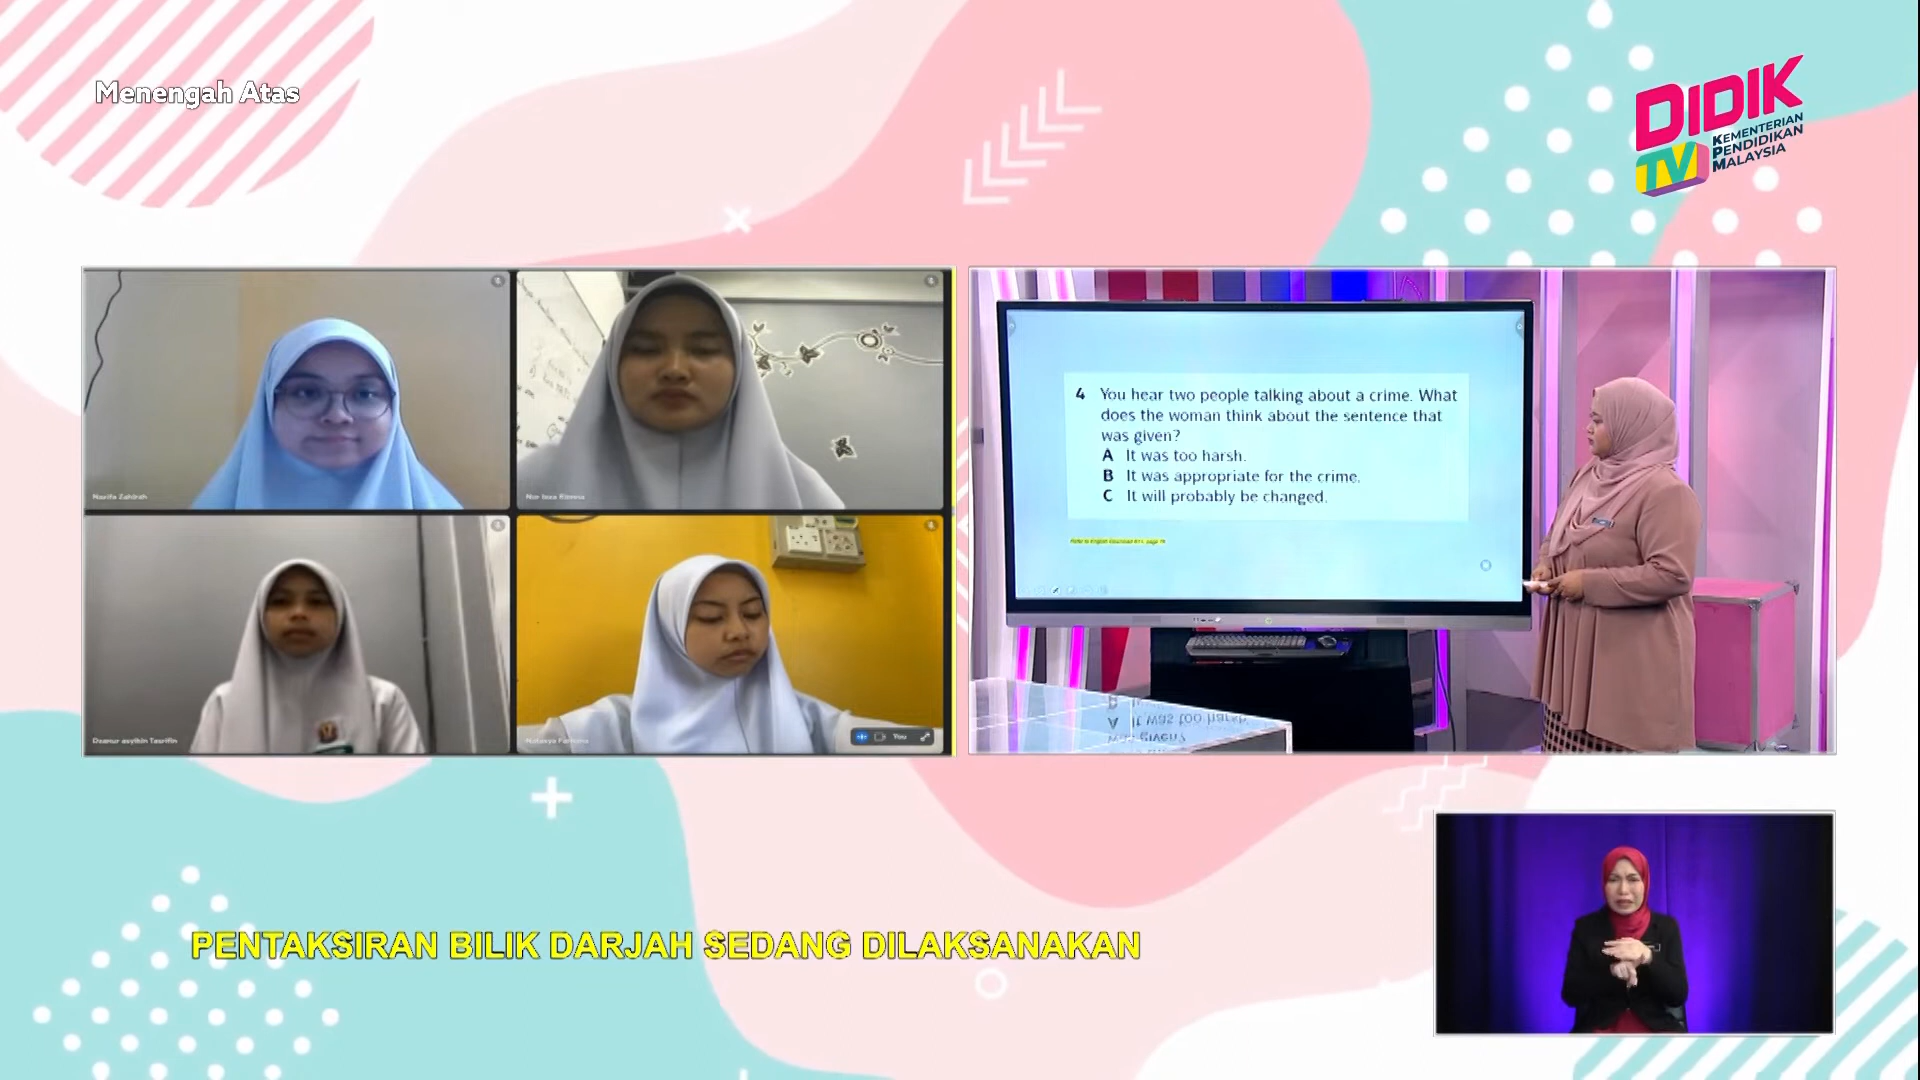 Menengah Atas
DIDIK
TV
KEMENTERIAN
PENDIDIKAN
MALAYSIA
4 You hear two people talking about a crime. What
does the woman think about the sentence that
was given?
A It was too harsh.
B It was appropriate for the crime.
C It will probably be changed.
You
PENTAKSIRAN BILIK DARJAH SEDANG DILAKSANAKAN